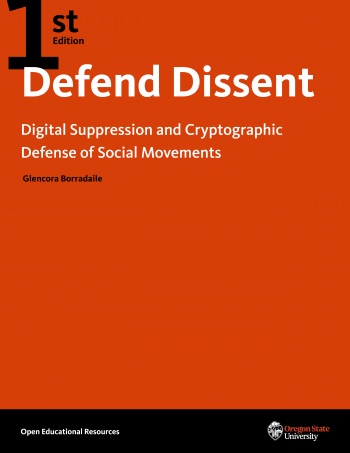 1st
Edition
Defend Dissent
Digital Suppression and Cryptographic
Defense of Social Movements
Glencora Borradaile
Open Educational Resources
Oregon State
University